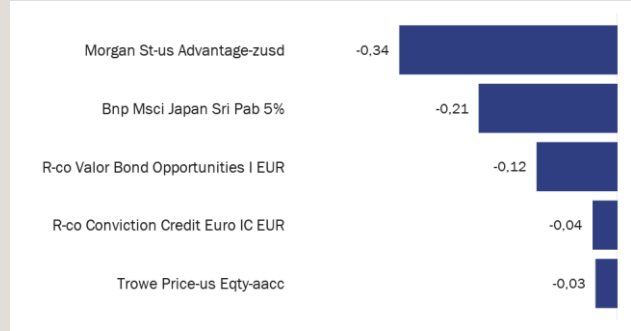 Morgan St-us Advantage-zusd -0,34
Bnp Msci Japan Sri Pab 5% -0,21
R-co Valor Bond Opportunities I EUR -0,12
R-co Conviction Credit Euro IC EUR -0,04
Trowe Price-us Eqty-aacc -0,03